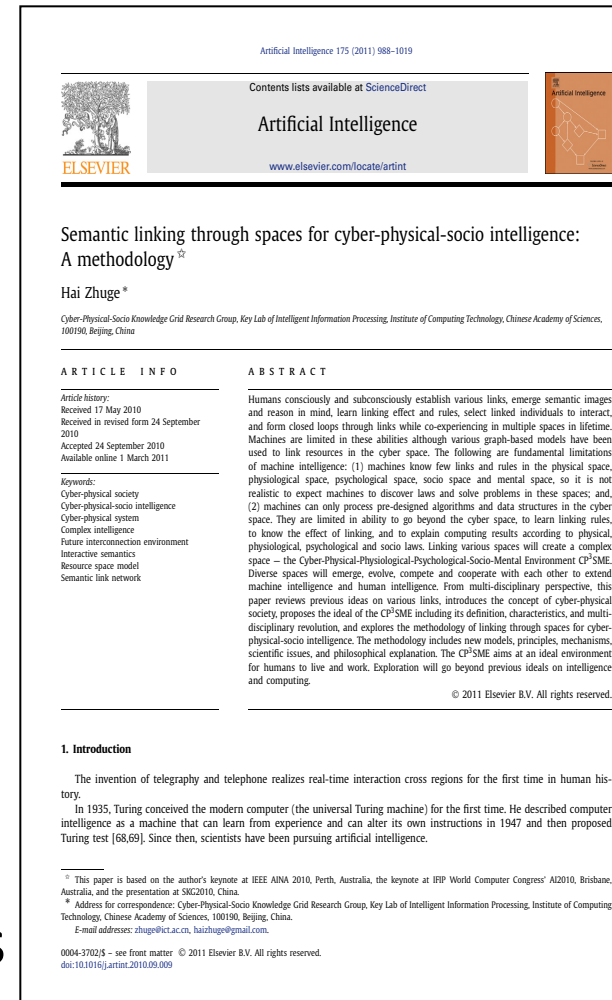 Artificial Intelligence 175 (2011) 988–1019
Contents lists available at ScienceDirect
Artificial Intelligence
www.elsevier.com/locate/artint
ELSEVIER
Artificial Intelligence
Semantic linking through spaces for cyber-physical-socio intelligence:
A methodology ☆
Hai Zhuge *
Cyber-Physical-Socio Knowledge Grid Research Group, Key Lab of Intelligent Information Processing, Institute of Computing Technology, Chinese Academy of Sciences,
100190, Beijing, China
ARTICLE INFO
Article history:
Received 17 May 2010
Received in revised form 24 September
2010
Accepted 24 September 2010
Available online 1 March 2011
Keywords:
Cyber-physical society
Cyber-physical-socio intelligence
Cyber-physical system
Complex intelligence
Future interconnection environment
Interactive semantics
Resource space model
Semantic link network
ABSTRACT
Humans consciously and subconsciously establish various links, emerge semantic images
and reason in mind, learn linking effect and rules, select linked individuals to interact,
and form closed loops through links while co-experiencing in multiple spaces in lifetime.
Machines are limited in these abilities although various graph-based models have been
used to link resources in the cyber space. The following are fundamental limitations
of machine intelligence: (1) machines know few links and rules in the physical space,
physiological space, psychological space, socio space and mental space, so it is not
realistic to expect machines to discover laws and solve problems in these spaces; and,
(2) machines can only process pre-designed algorithms and data structures in the cyber
space. They are limited in ability to go beyond the cyber space, to learn linking rules,
to know the effect of linking, and to explain computing results according to physical,
physiological, psychological and socio laws. Linking various spaces will create a complex
space — the Cyber-Physical-Physiological-Psychological-Socio-Mental Environment CP³SME.
Diverse spaces will emerge, evolve, compete and cooperate with each other to extend
machine intelligence and human intelligence. From multi-disciplinary perspective, this
paper reviews previous ideas on various links, introduces the concept of cyber-physical
society, proposes the ideal of the CP³SME including its definition, characteristics, and multi-
disciplinary revolution, and explores the methodology of linking through spaces for cyber-
physical-socio intelligence. The methodology includes new models, principles, mechanisms,
scientific issues, and philosophical explanation. The CP³SME aims at an ideal environment
for humans to live and work. Exploration will go beyond previous ideals on intelligence
and computing.
© 2011 Elsevier B.V. All rights reserved.
1. Introduction
The invention of telegraphy and telephone realizes real-time interaction cross regions for the first time in human his-
tory.
In 1935, Turing conceived the modern computer (the universal Turing machine) for the first time. He described computer
intelligence as a machine that can learn from experience and can alter its own instructions in 1947 and then proposed
Turing test [68,69]. Since then, scientists have been pursuing artificial intelligence.
☆ This paper is based on the author's keynote at IEEE AINA 2010, Perth, Australia, the keynote at IFIP World Computer Congress' AI2010, Brisbane,
Australia, and the presentation at SKG2010, China.
* Address for correspondence: Cyber-Physical-Socio Knowledge Grid Research Group, Key Lab of Intelligent Information Processing, Institute of Computing
Technology, Chinese Academy of Sciences, 100190, Beijing, China.
E-mail addresses: zhuge@ict.ac.cn, haizhuge@gmail.com.
0004-3702/$ – see front matter © 2011 Elsevier B.V. All rights reserved.
doi:10.1016/j.artint.2010.09.009